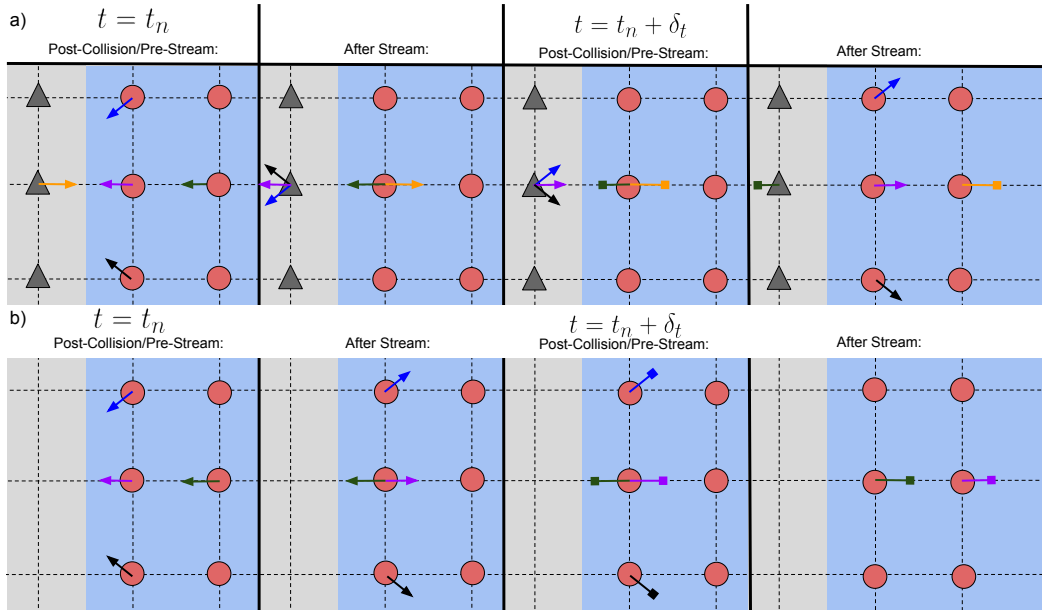 a)
t = t_n
t = t_n + δ_t
Post-Collision/Pre-Stream:
After Stream:
Post-Collision/Pre-Stream:
After Stream:
b)
t = t_n
t = t_n + δ_t
Post-Collision/Pre-Stream:
After Stream:
Post-Collision/Pre-Stream:
After Stream: